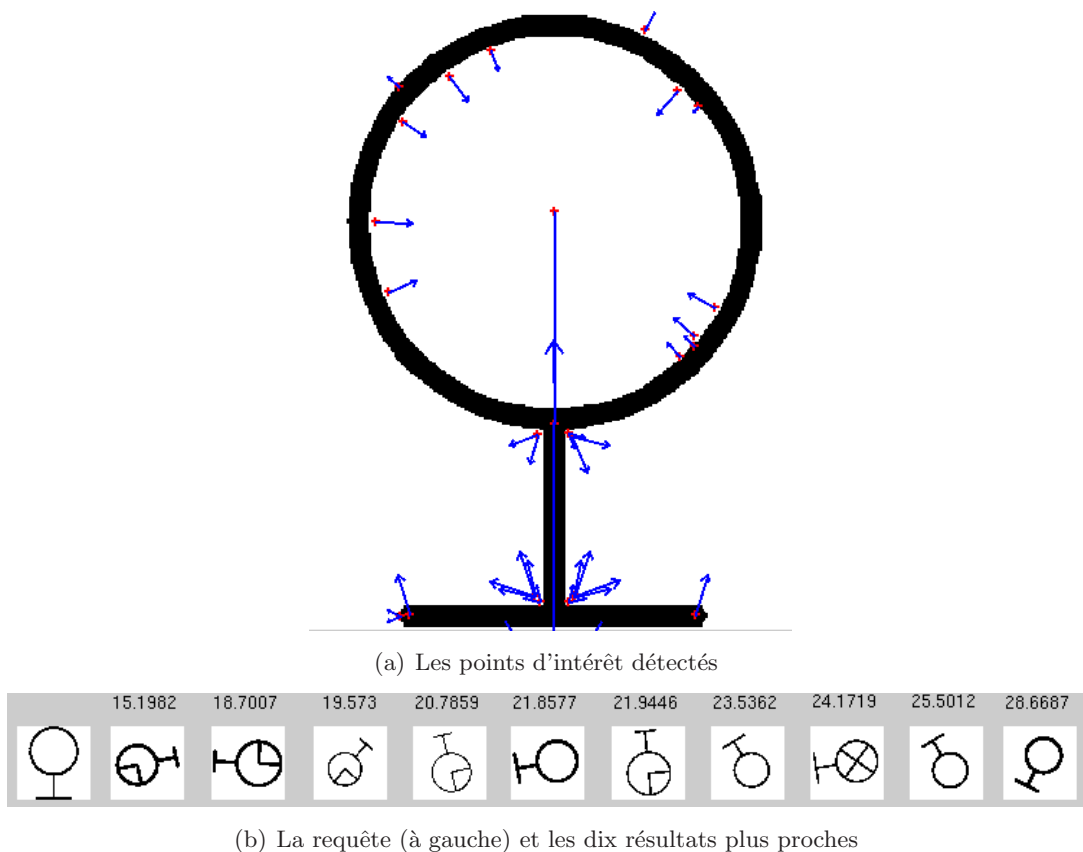 (a) Les points d'intérêt détectés
15.1982 18.7007 19.573 20.7859 21.8577 21.9446 23.5362 24.1719 25.5012 28.6687
(b) La requête (à gauche) et les dix résultats plus proches